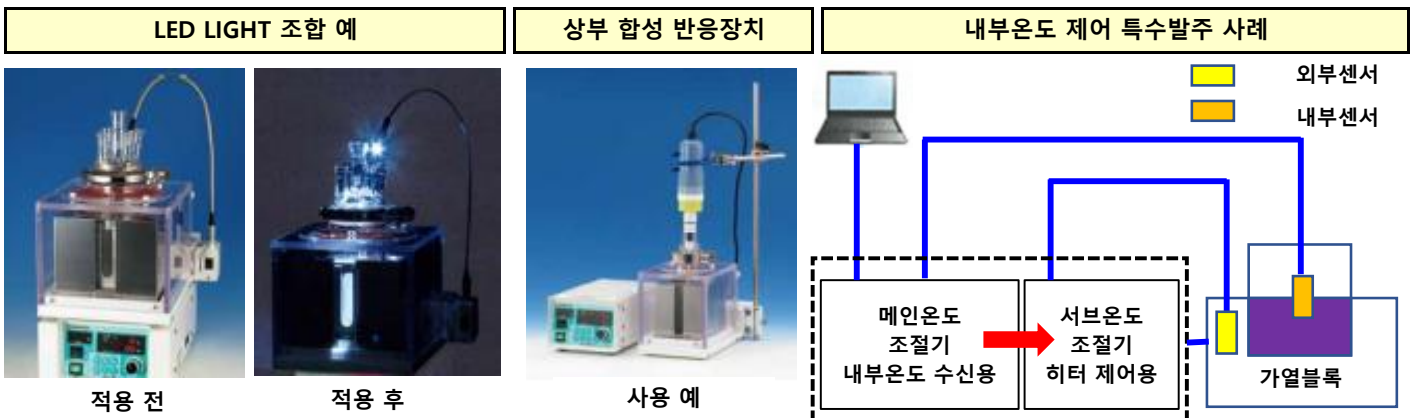 LED LIGHT 조합 예
상부 합성 반응장치
내부온도 제어 특수발주 사례
외부센서
내부센서
메인온도
조절기
내부온도 수신용
서브온도
조절기
히터 제어용
가열블록
적용 전
적용 후
사용 예